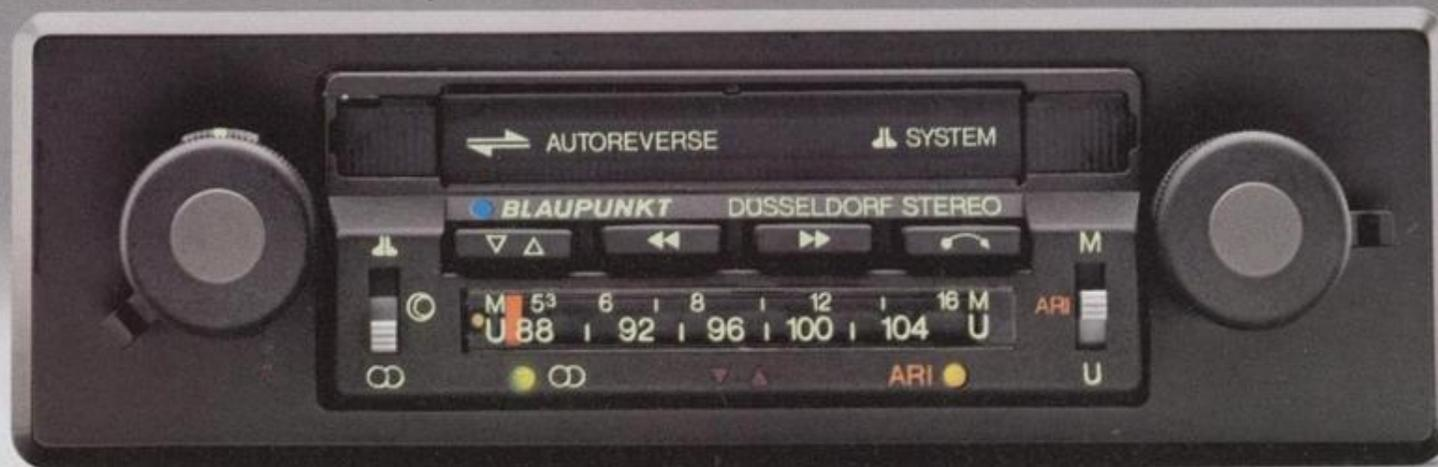 AUTOREVERSE SYSTEM
BLAUPUNKT DÜSSELDORF STEREO
M
M 5³ 6 8 12 16 M
ARI
U 88 92 96 100 104 U
ARI
U